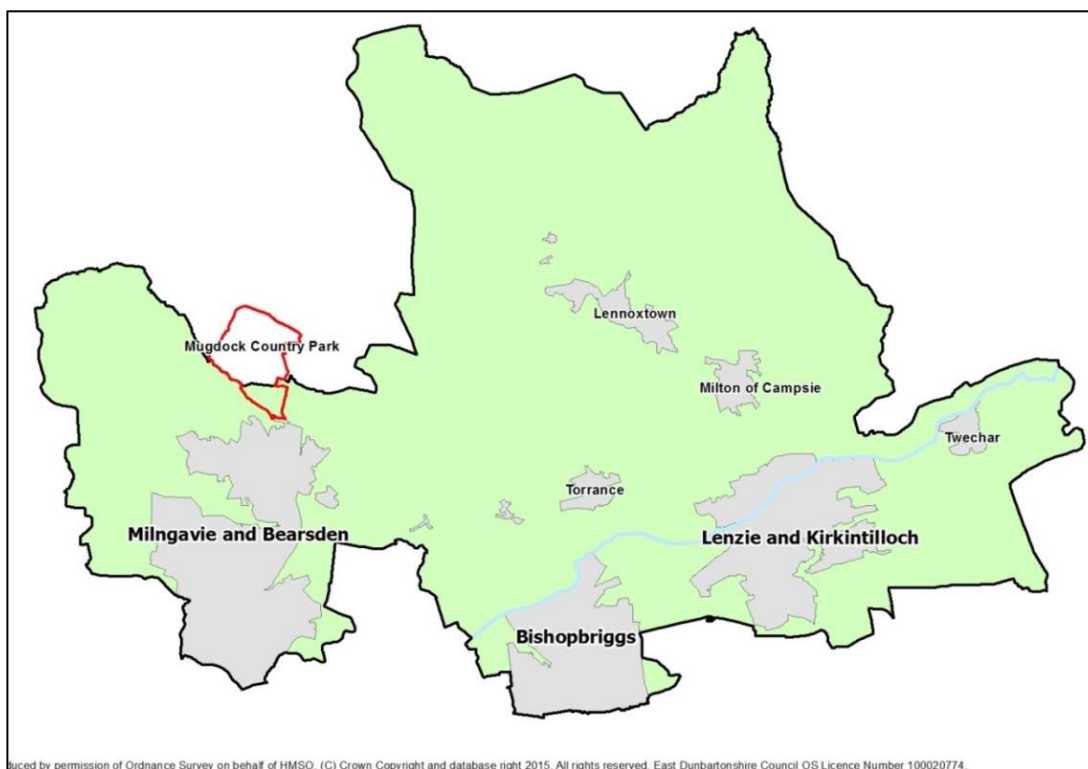 Lennoxtown
Mugdock Country Park
Milton of Campsie
Twechar
Torrance
Milngavie and Bearsden
Lenzie and Kirkintilloch
Bishopbriggs
duced by permission of Ordnance Survey on behalf of HMSO. (C) Crown Copyright and database right 2015. All rights reserved. East Dunbartonshire Council OS Licence Number 100020774.